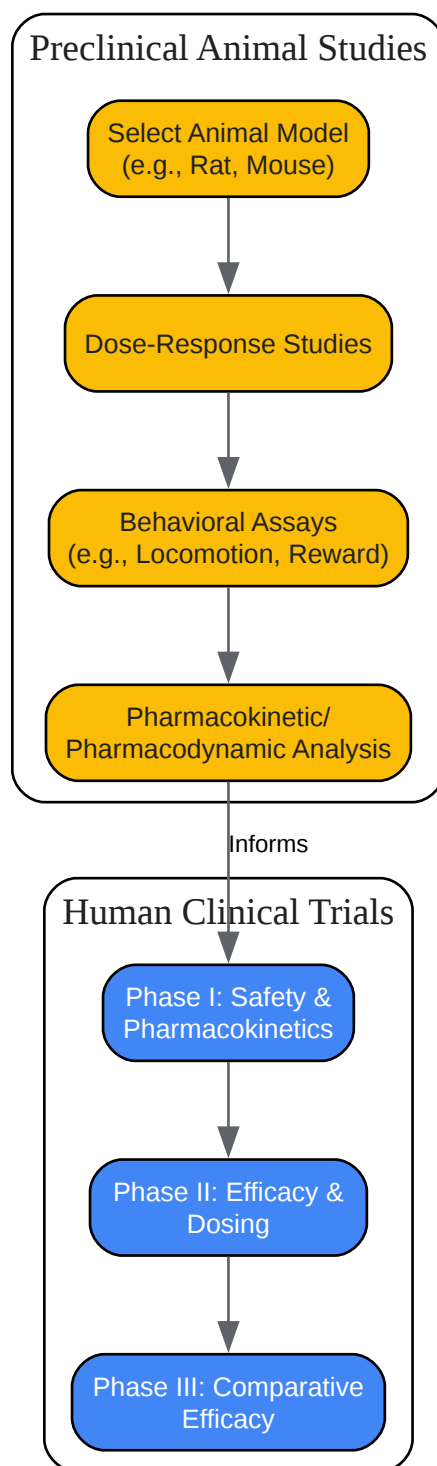 Preclinical Animal Studies
Select Animal Model
(e.g., Rat, Mouse)
Dose-Response Studies
Behavioral Assays
(e.g., Locomotion, Reward)
Pharmacokinetic/
Pharmacodynamic Analysis
Informs
Human Clinical Trials
Phase I: Safety &
Pharmacokinetics
Phase II: Efficacy &
Dosing
Phase III: Comparative
Efficacy